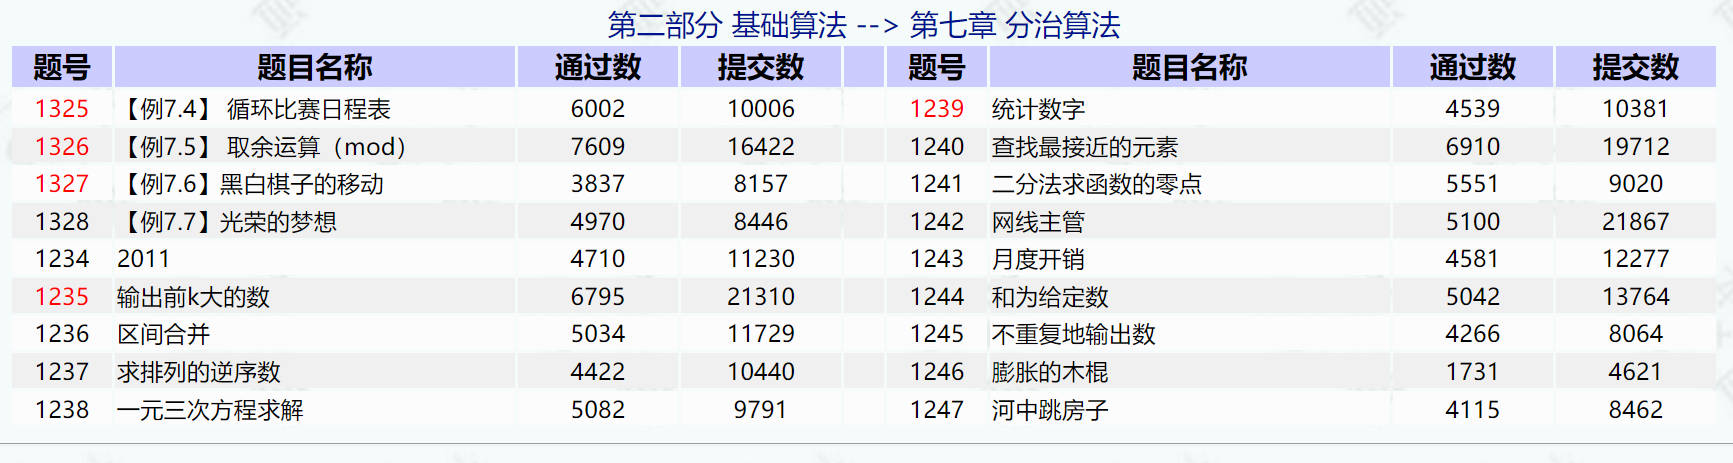 第二部分 基础算法 --> 第七章 分治算法
题号 题目名称 通过数 提交数 题号 题目名称 通过数 提交数
1325 【例7.4】 循环比赛日程表 6002 10006 1239 统计数字 4539 10381
1326 【例7.5】 取余运算（mod） 7609 16422 1240 查找最接近的元素 6910 19712
1327 【例7.6】黑白棋子的移动 3837 8157 1241 二分法求函数的零点 5551 9020
1328 【例7.7】光荣的梦想 4970 8446 1242 网线主管 5100 21867
1234 2011 4710 11230 1243 月度开销 4581 12277
1235 输出前k大的数 6795 21310 1244 和为给定数 5042 13764
1236 区间合并 5034 11729 1245 不重复地输出数 4266 8064
1237 求排列的逆序数 4422 10440 1246 膨胀的木棍 1731 4621
1238 一元三次方程求解 5082 9791 1247 河中跳房子 4115 8462